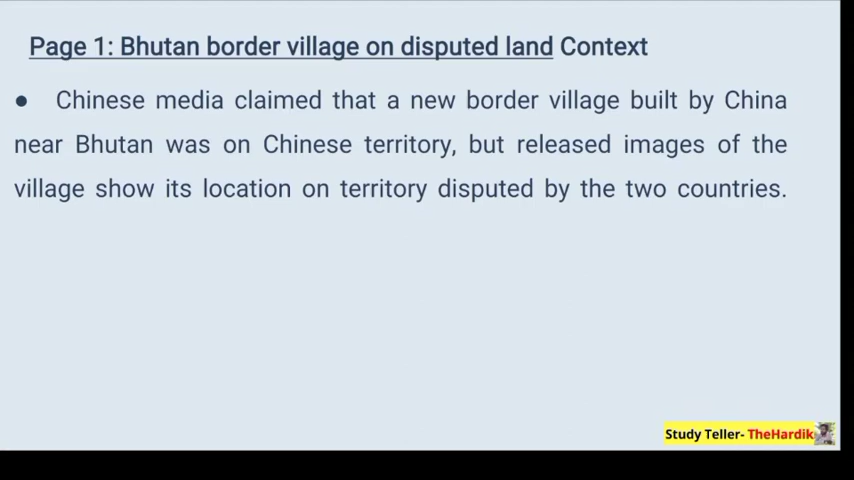 Page 1: Bhutan border village on disputed land Context
● Chinese media claimed that a new border village built by China
near Bhutan was on Chinese territory, but released images of the
village show its location on territory disputed by the two countries.
Study Teller- TheHardik